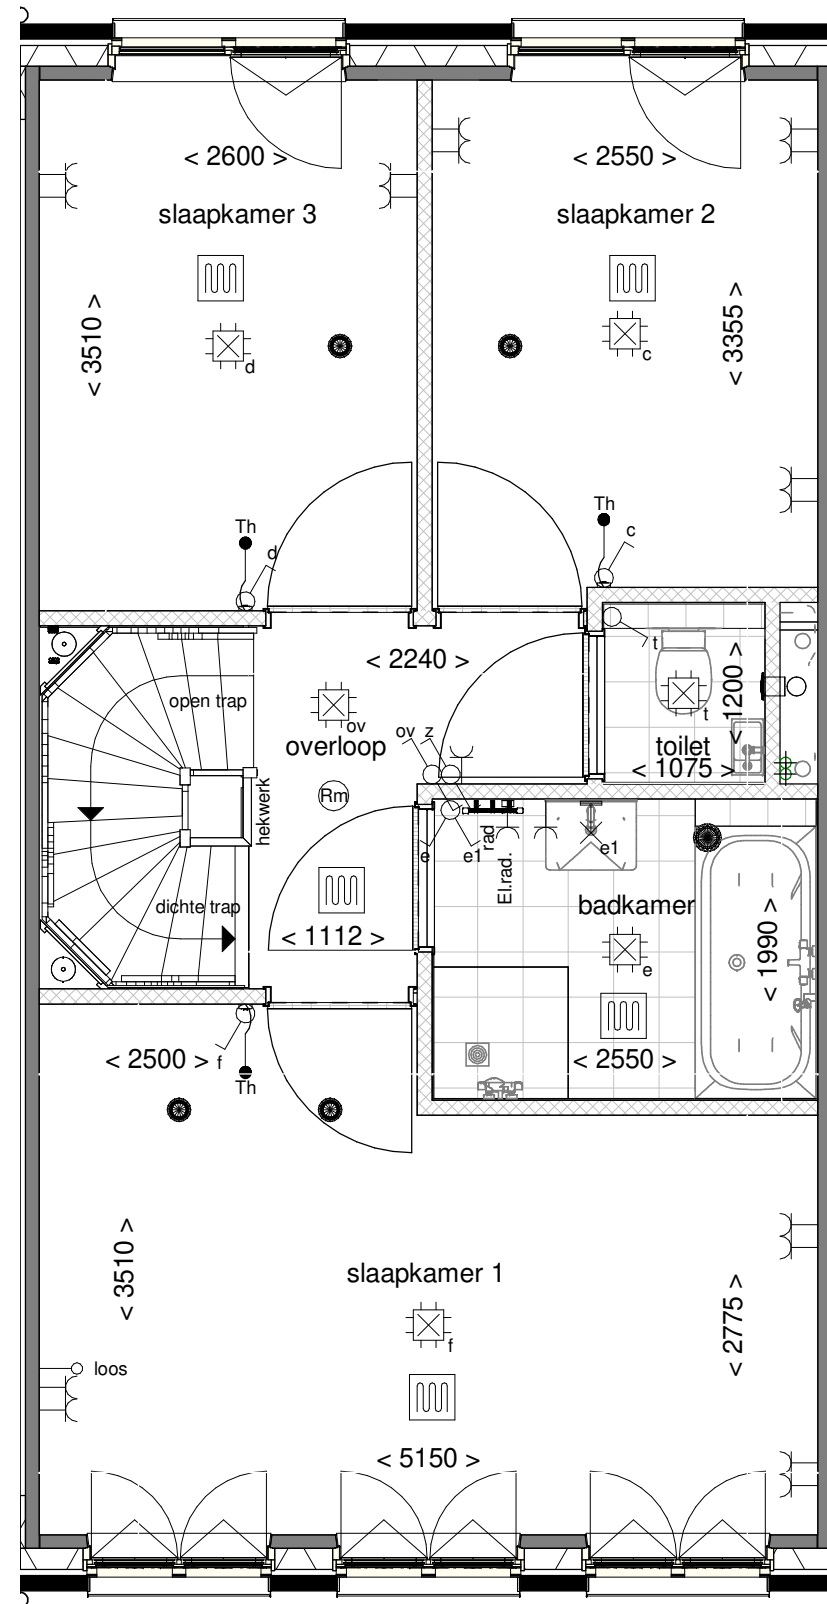 < 2600 >
< 2550 >
slaapkamer 3
slaapkamer 2
< 3510 >
< 3355 >
d
c
Th
Th
d
c
< 2240 >
t
< 1200 >
open trap
ov
t
overloop
ov z
toilet
< 1075 >
hekwerk
Rm
e
e1
rad
El.rad.
e1
dichte trap
badkamer
< 1112 >
< 1990 >
e
< 2500 >
f
Th
< 2550 >
< 3510 >
slaapkamer 1
< 2775 >
f
loos
< 5150 >